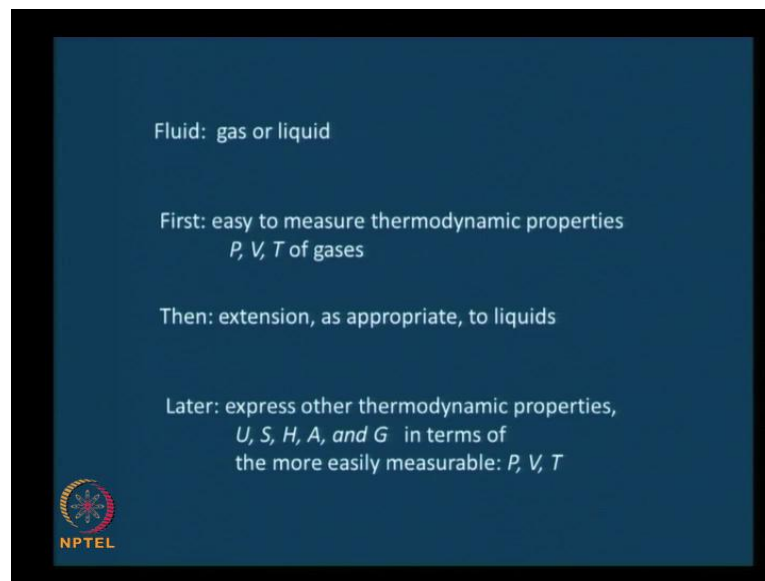 Fluid: gas or liquid
First: easy to measure thermodynamic properties
P, V, T of gases
Then: extension, as appropriate, to liquids
Later: express other thermodynamic properties,
U, S, H, A, and G in terms of
the more easily measurable: P, V, T
NPTEL